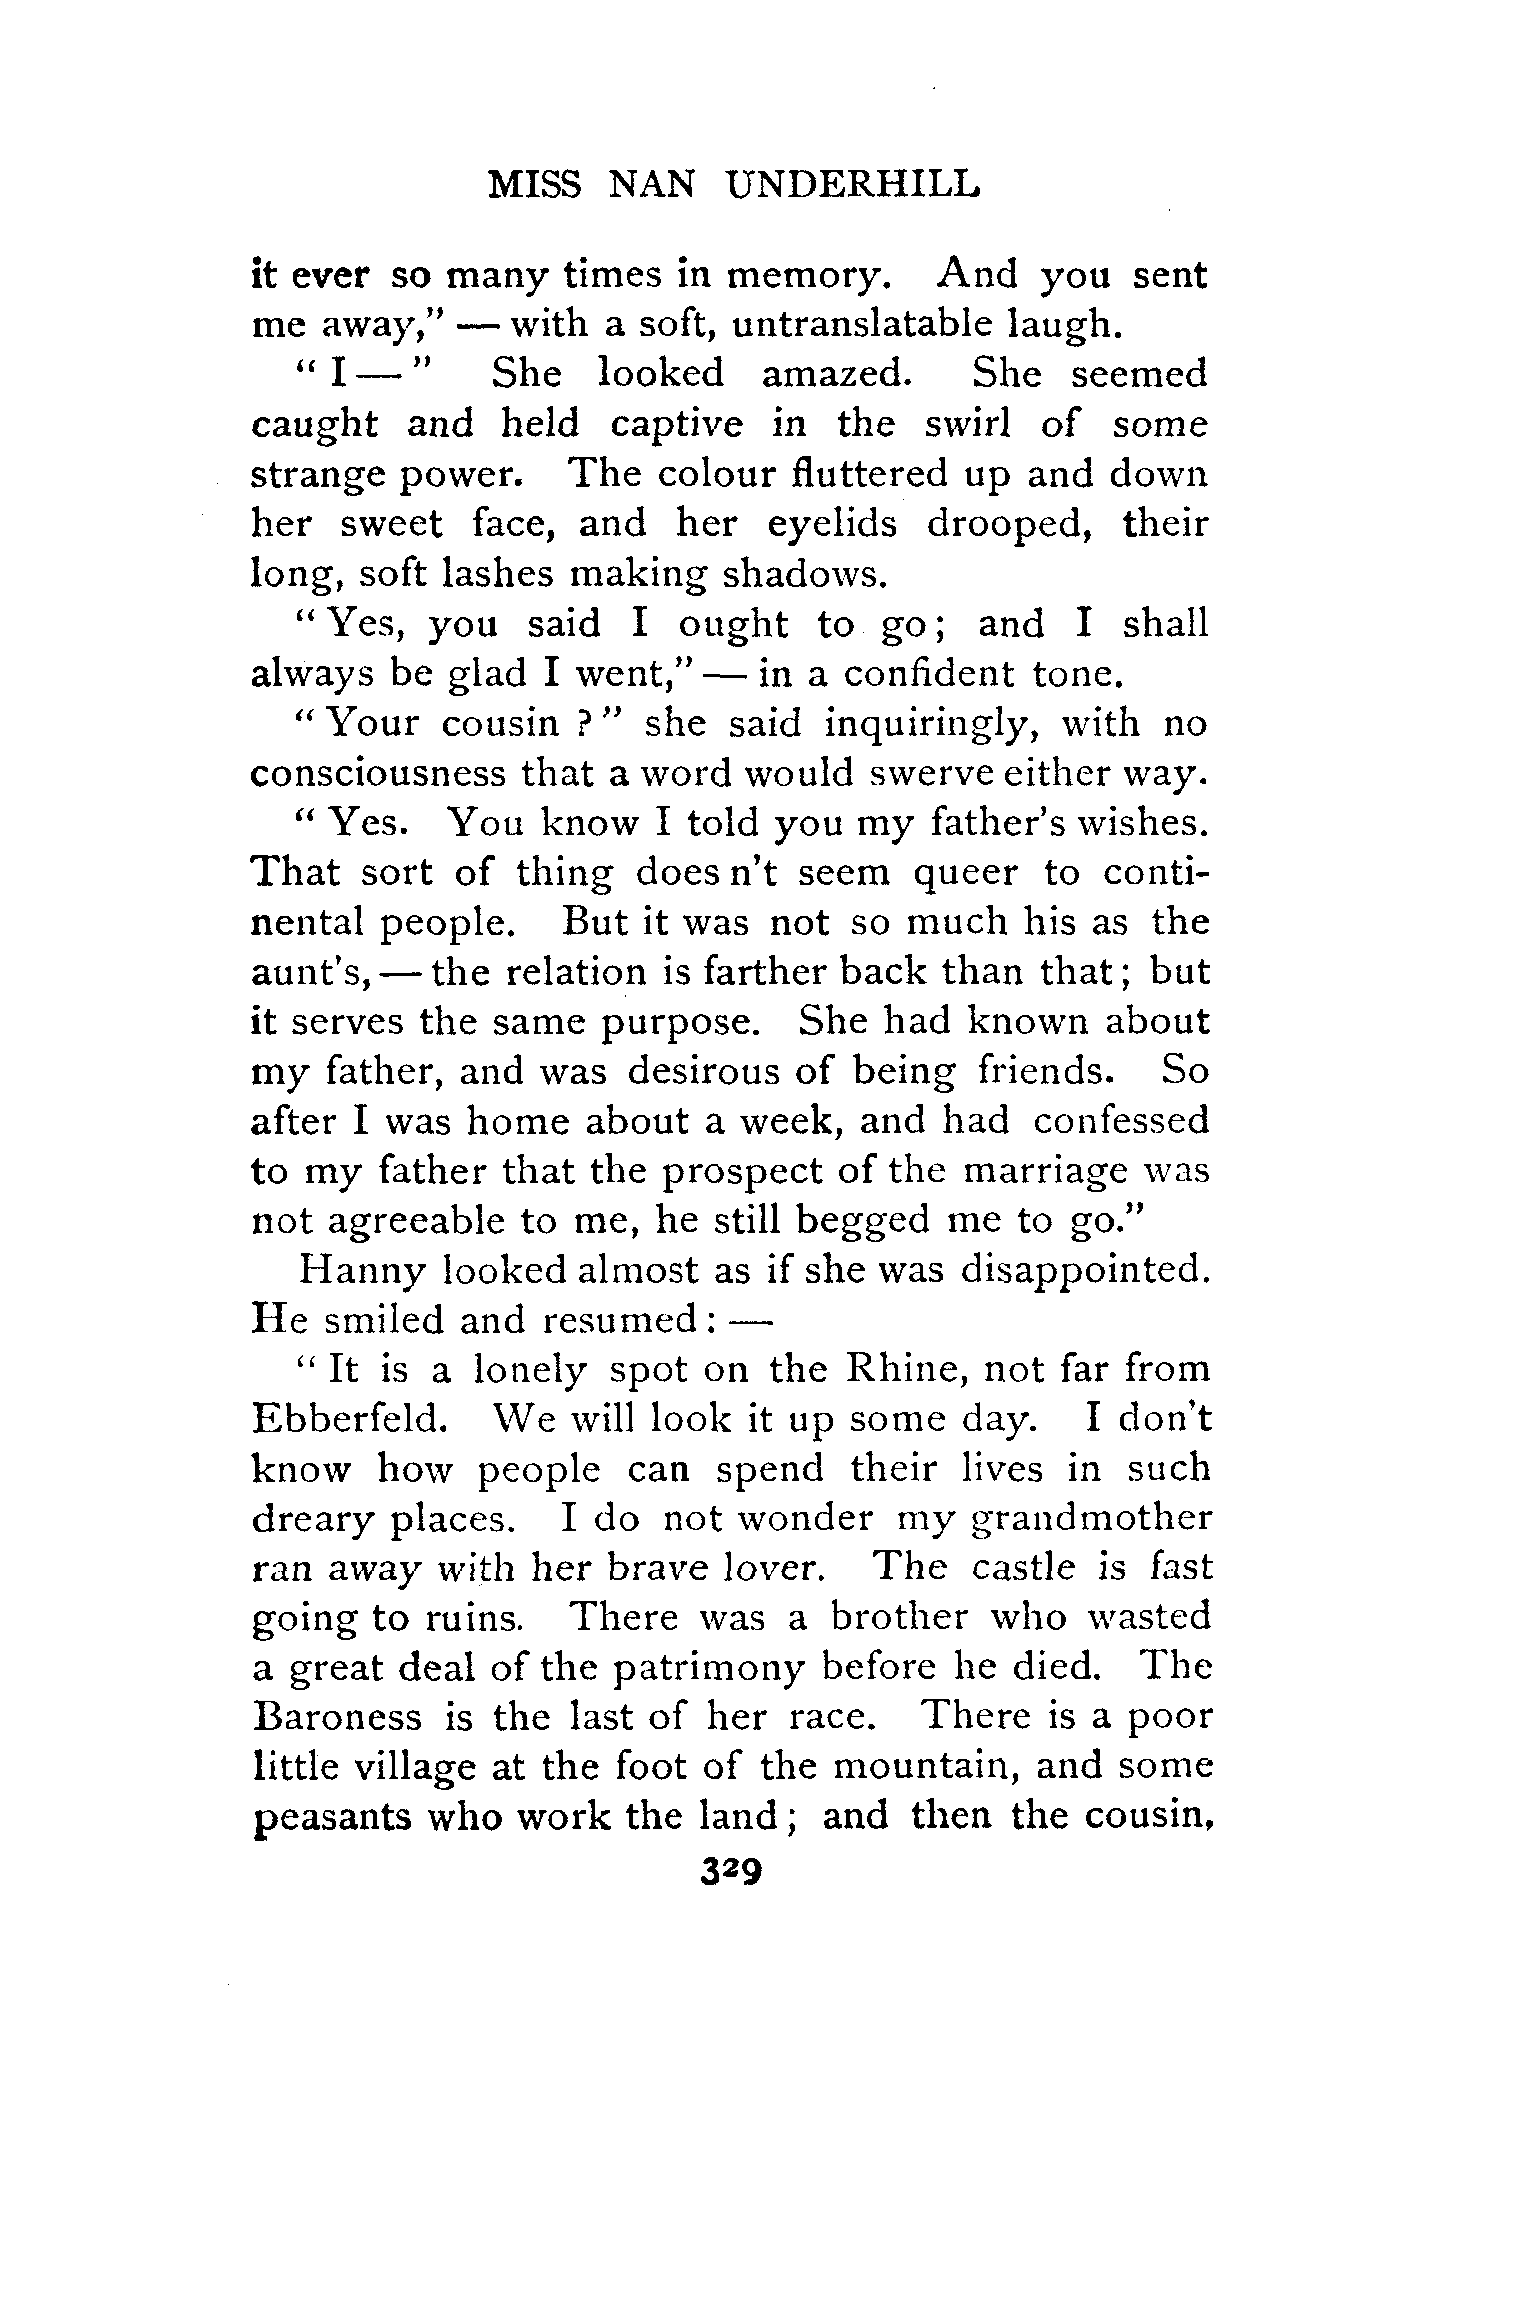 MISS NAN UNDERHILL
it ever so many times in memory. And you sent
me away,” — with a soft, untranslatable laugh.
“ I — ” She looked amazed. She seemed
caught and held captive in the swirl of some
strange power. The colour fluttered up and down
her sweet face, and her eyelids drooped, their
long, soft lashes making shadows.
“ Yes, you said I ought to go ; and I shall
always be glad I went,” — in a confident tone.
“ Your cousin ? ” she said inquiringly, with no
consciousness that a word would swerve either way.
“ Yes. You know I told you my father's wishes.
That sort of thing does n't seem queer to conti-
nental people. But it was not so much his as the
aunt's, — the relation is farther back than that ; but
it serves the same purpose. She had known about
my father, and was desirous of being friends. So
after I was home about a week, and had confessed
to my father that the prospect of the marriage was
not agreeable to me, he still begged me to go.”
Hanny looked almost as if she was disappointed.
He smiled and resumed : —
“ It is a lonely spot on the Rhine, not far from
Ebberfeld. We will look it up some day. I don't
know how people can spend their lives in such
dreary places. I do not wonder my grandmother
ran away with her brave lover. The castle is fast
going to ruins. There was a brother who wasted
a great deal of the patrimony before he died. The
Baroness is the last of her race. There is a poor
little village at the foot of the mountain, and some
peasants who work the land ; and then the cousin,
329